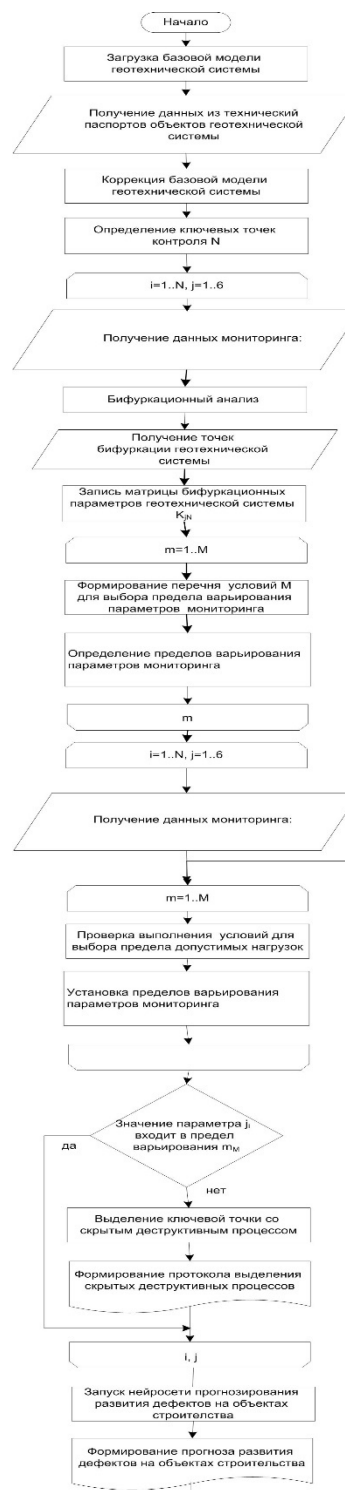 Начало
Загрузка базовой модели
геотехнической системы
Получение данных из технический
паспортов объектов геотехнической
системы
Коррекция базовой модели
геотехнической системы
Определение ключевых точек
контроля N
i=1..N, j=1..6
Получение данных мониторинга:
Бифуркационный анализ
Получение точек
бифуркации геотехнической
системы
Запись матрицы бифуркационных
параметров геотехнической системы
KjN
m=1..M
Формирование перечня условий M
для выбора предела варьирования
параметров мониторинга
Определение пределов варьирования
параметров мониторинга
m
i=1..N, j=1..6
Получение данных мониторинга:
m=1..M
Проверка выполнения условий для
выбора предела допустимых нагрузок
Установка пределов варьирования
параметров мониторинга
Значение параметра ji
входит в предел
варьирования mM
да
нет
Выделение ключевой точки со
скрытым деструктивным процессом
Формирование протокола выделения
скрытых деструктивных процессов
i, j
Запуск нейросети прогнозирования
развития дефектов на объектах
строителства
Формирование прогноза развития
дефектов на объектах строительства